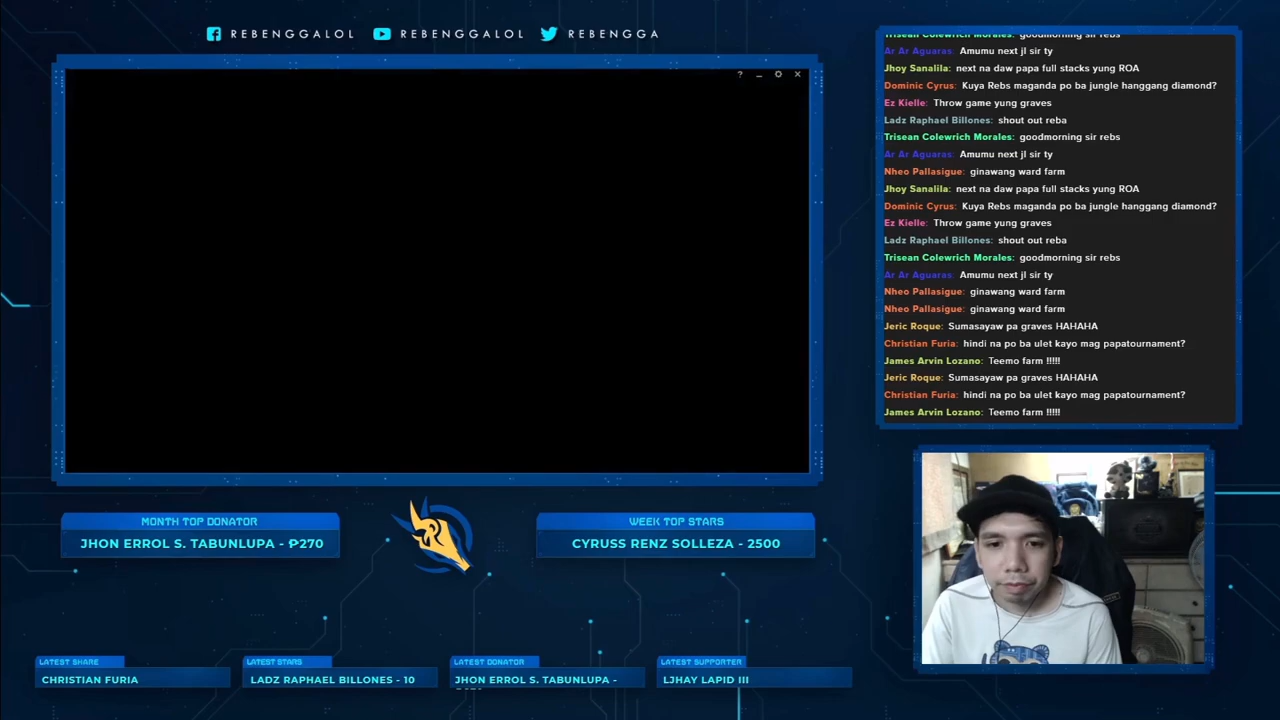 REBENGGALOL
REBENGGALOL
REBENGGA
?
Trisean Colewrich Morales: goodmorning sir rebs
Ar Ar Aguaras: Amumu next jl sir ty
Jhoy Sanalila: next na daw papa full stacks yung ROA
Dominic Cyrus: Kuya Rebs maganda po ba jungle hanggang diamond?
Ez Kielle: Throw game yung graves
Ladz Raphael Billones: shout out reba
Trisean Colewrich Morales: goodmorning sir rebs
Ar Ar Aguaras: Amumu next jl sir ty
Nheo Pallasigue: ginawang ward farm
Jhoy Sanalila: next na daw papa full stacks yung ROA
Dominic Cyrus: Kuya Rebs maganda po ba jungle hanggang diamond?
Ez Kielle: Throw game yung graves
Ladz Raphael Billones: shout out reba
Trisean Colewrich Morales: goodmorning sir rebs
Ar Ar Aguaras: Amumu next jl sir ty
Nheo Pallasigue: ginawang ward farm
Nheo Pallasigue: ginawang ward farm
Jeric Roque: Sumasayaw pa graves HAHAHA
Christian Furia: hindi na po ba ulet kayo mag papatournament?
James Arvin Lozano: Teemo farm !!!!!
Jeric Roque: Sumasayaw pa graves HAHAHA
Christian Furia: hindi na po ba ulet kayo mag papatournament?
James Arvin Lozano: Teemo farm !!!!!
MONTH TOP DONATOR
JHON ERROL S. TABUNLUPA - ₱270
WEEK TOP STARS
CYRUSS RENZ SOLLEZA - 2500
LATEST SHARE
CHRISTIAN FURIA
LATEST STARS
LADZ RAPHAEL BILLONES - 10
LATEST DONATOR
JHON ERROL S. TABUNLUPA -
LATEST SUPPORTER
LJHAY LAPID III